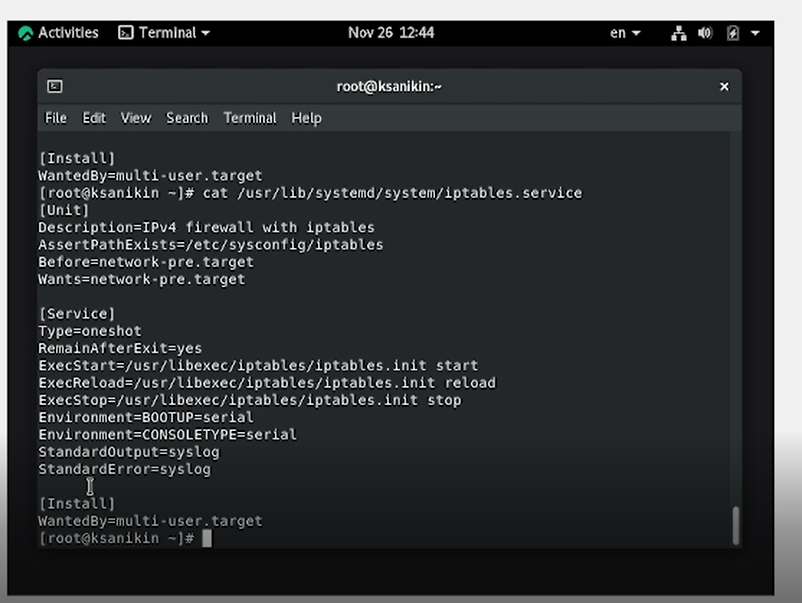 Activities Terminal Nov 26 12:44 en
root@ksanikin:~
File Edit View Search Terminal Help
[Install]
WantedBy=multi-user.target
[root@ksanikin ~]# cat /usr/lib/systemd/system/iptables.service
[Unit]
Description=IPv4 firewall with iptables
AssertPathExists=/etc/sysconfig/iptables
Before=network-pre.target
Wants=network-pre.target
[Service]
Type=oneshot
RemainAfterExit=yes
ExecStart=/usr/libexec/iptables/iptables.init start
ExecReload=/usr/libexec/iptables/iptables.init reload
ExecStop=/usr/libexec/iptables/iptables.init stop
Environment=BOOTUP=serial
Environment=CONSOLETYPE=serial
StandardOutput=syslog
StandardError=syslog
[Install]
WantedBy=multi-user.target
[root@ksanikin ~]#